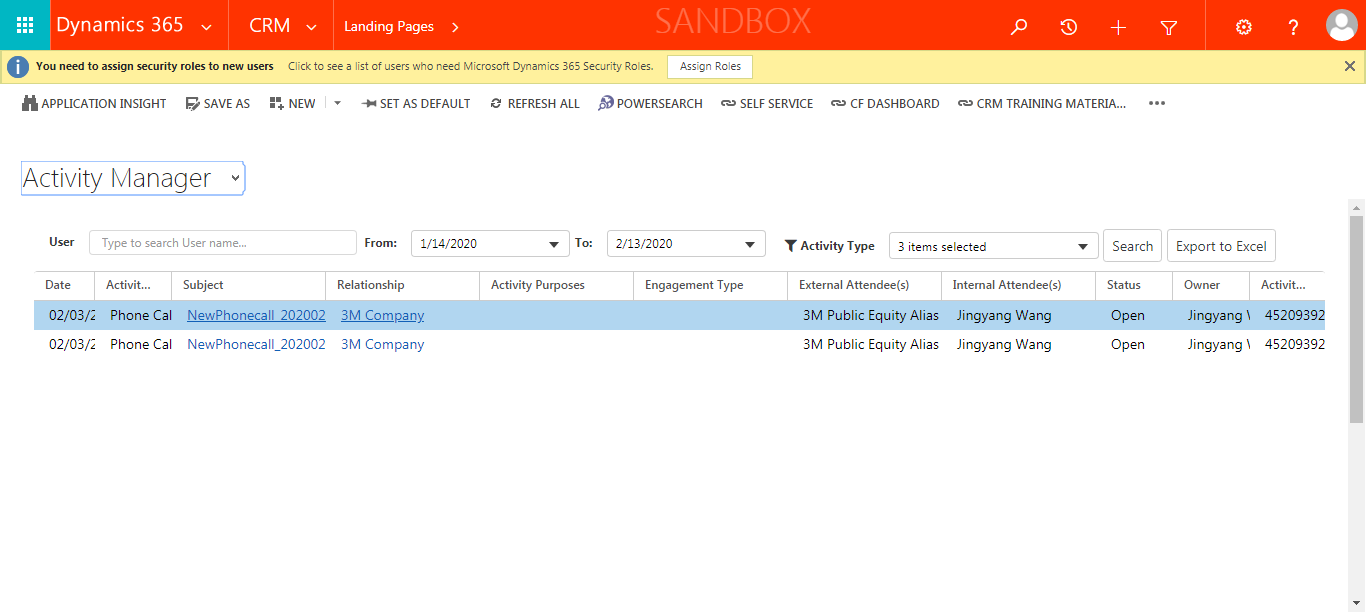 Dynamics 365 CRM Landing Pages SANDBOX
You need to assign security roles to new users Click to see a list of users who need Microsoft Dynamics 365 Security Roles. Assign Roles
APPLICATION INSIGHT SAVE AS NEW SET AS DEFAULT REFRESH ALL POWERSEARCH SELF SERVICE CF DASHBOARD CRM TRAINING MATERIA...
Activity Manager
User Type to search User name... From: 1/14/2020 To: 2/13/2020 Activity Type 3 items selected Search Export to Excel
Date Activit... Subject Relationship Activity Purposes Engagement Type External Attendee(s) Internal Attendee(s) Status Owner Activit...
02/03/2 Phone Cal NewPhonecall_202002 3M Company 3M Public Equity Alias Jingyang Wang Open Jingyang W 45209392
02/03/2 Phone Cal NewPhonecall_202002 3M Company 3M Public Equity Alias Jingyang Wang Open Jingyang W 45209392